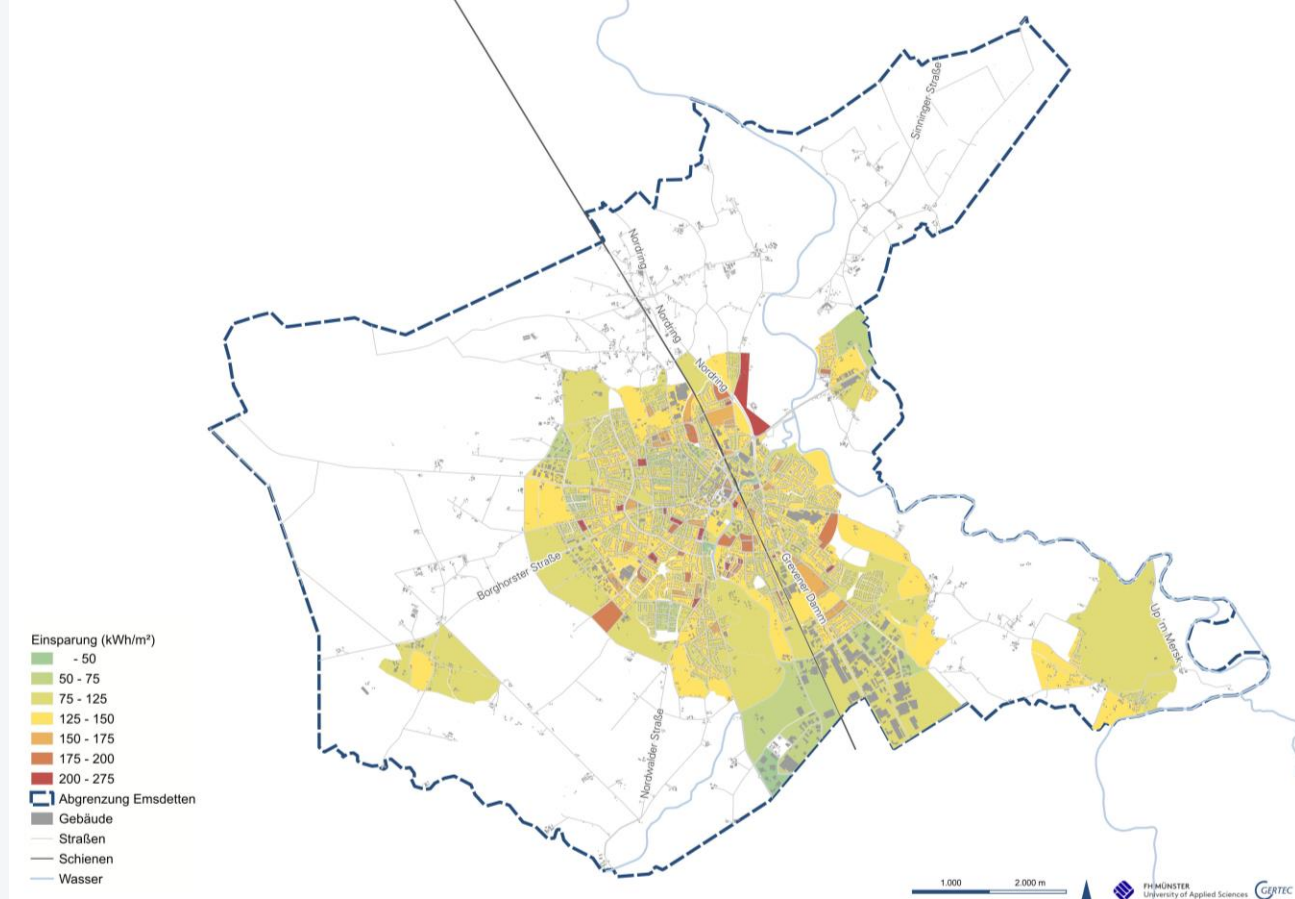 Sinninger Straße
Nordring
Nordring
Nordring
Borghorster Straße
Grevener Damm
Up 'm Mersk
Nordwalder Straße
Einsparung (kWh/m²)
- 50
50 - 75
75 - 125
125 - 150
150 - 175
175 - 200
200 - 275
Abgrenzung Emsdetten
Gebäude
Straßen
Schienen
Wasser
1.000 2.000 m
FH MÜNSTER
University of Applied Sciences
GERTEC